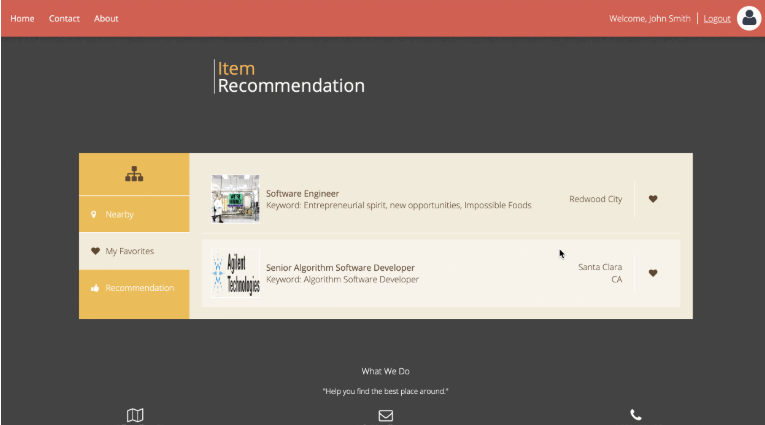 Home Contact About Welcome, John Smith Logout
Item
Recommendation
Nearby
My Favorites
Recommendation
Software Engineer
Keyword: Entrepreneurial spirit, new opportunities, Impossible Foods
Redwood City
Agilent
Technologies
Senior Algorithm Software Developer
Keyword: Algorithm Software Developer
Santa Clara
CA
What We Do
"Help you find the best place around."